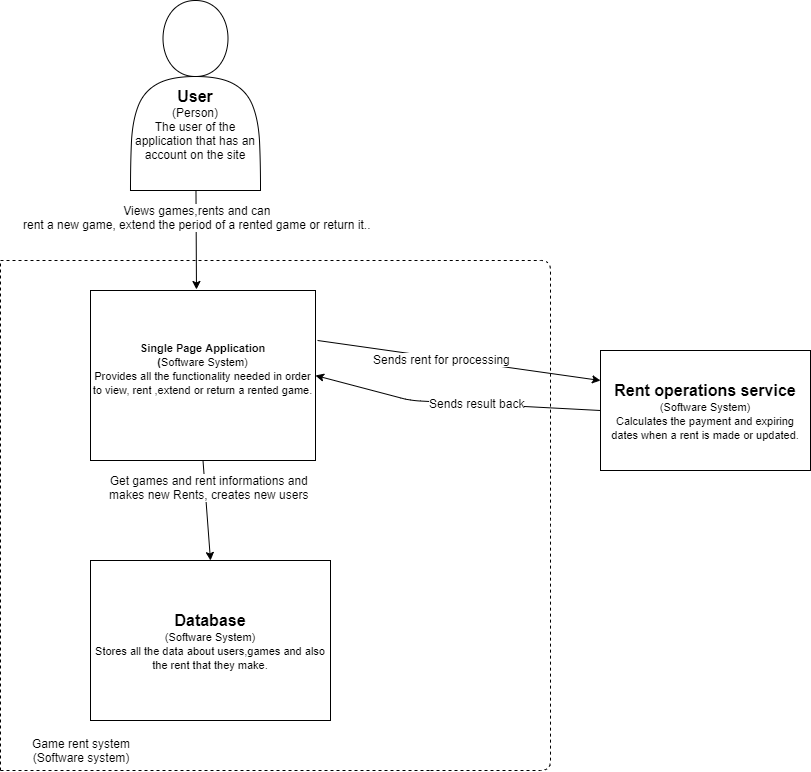 User
(Person)
The user of the
application that has an
account on the site
Views games,rents and can
rent a new game, extend the period of a rented game or return it..
Single Page Application
(Software System)
Provides all the functionality needed in order
to view, rent ,extend or return a rented game.
Sends rent for processing
Sends result back
Rent operations service
(Software System)
Calculates the payment and expiring
dates when a rent is made or updated.
Get games and rent informations and
makes new Rents, creates new users
Database
(Software System)
Stores all the data about users,games and also
the rent that they make.
Game rent system
(Software system)